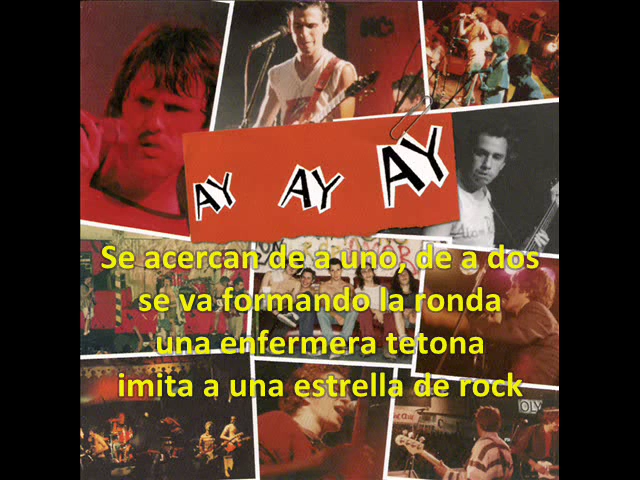 AY AY AY
Se acercan de a uno, de a dos
se va formando la ronda
una enfermera tetona
imita a una estrella de rock
OLY